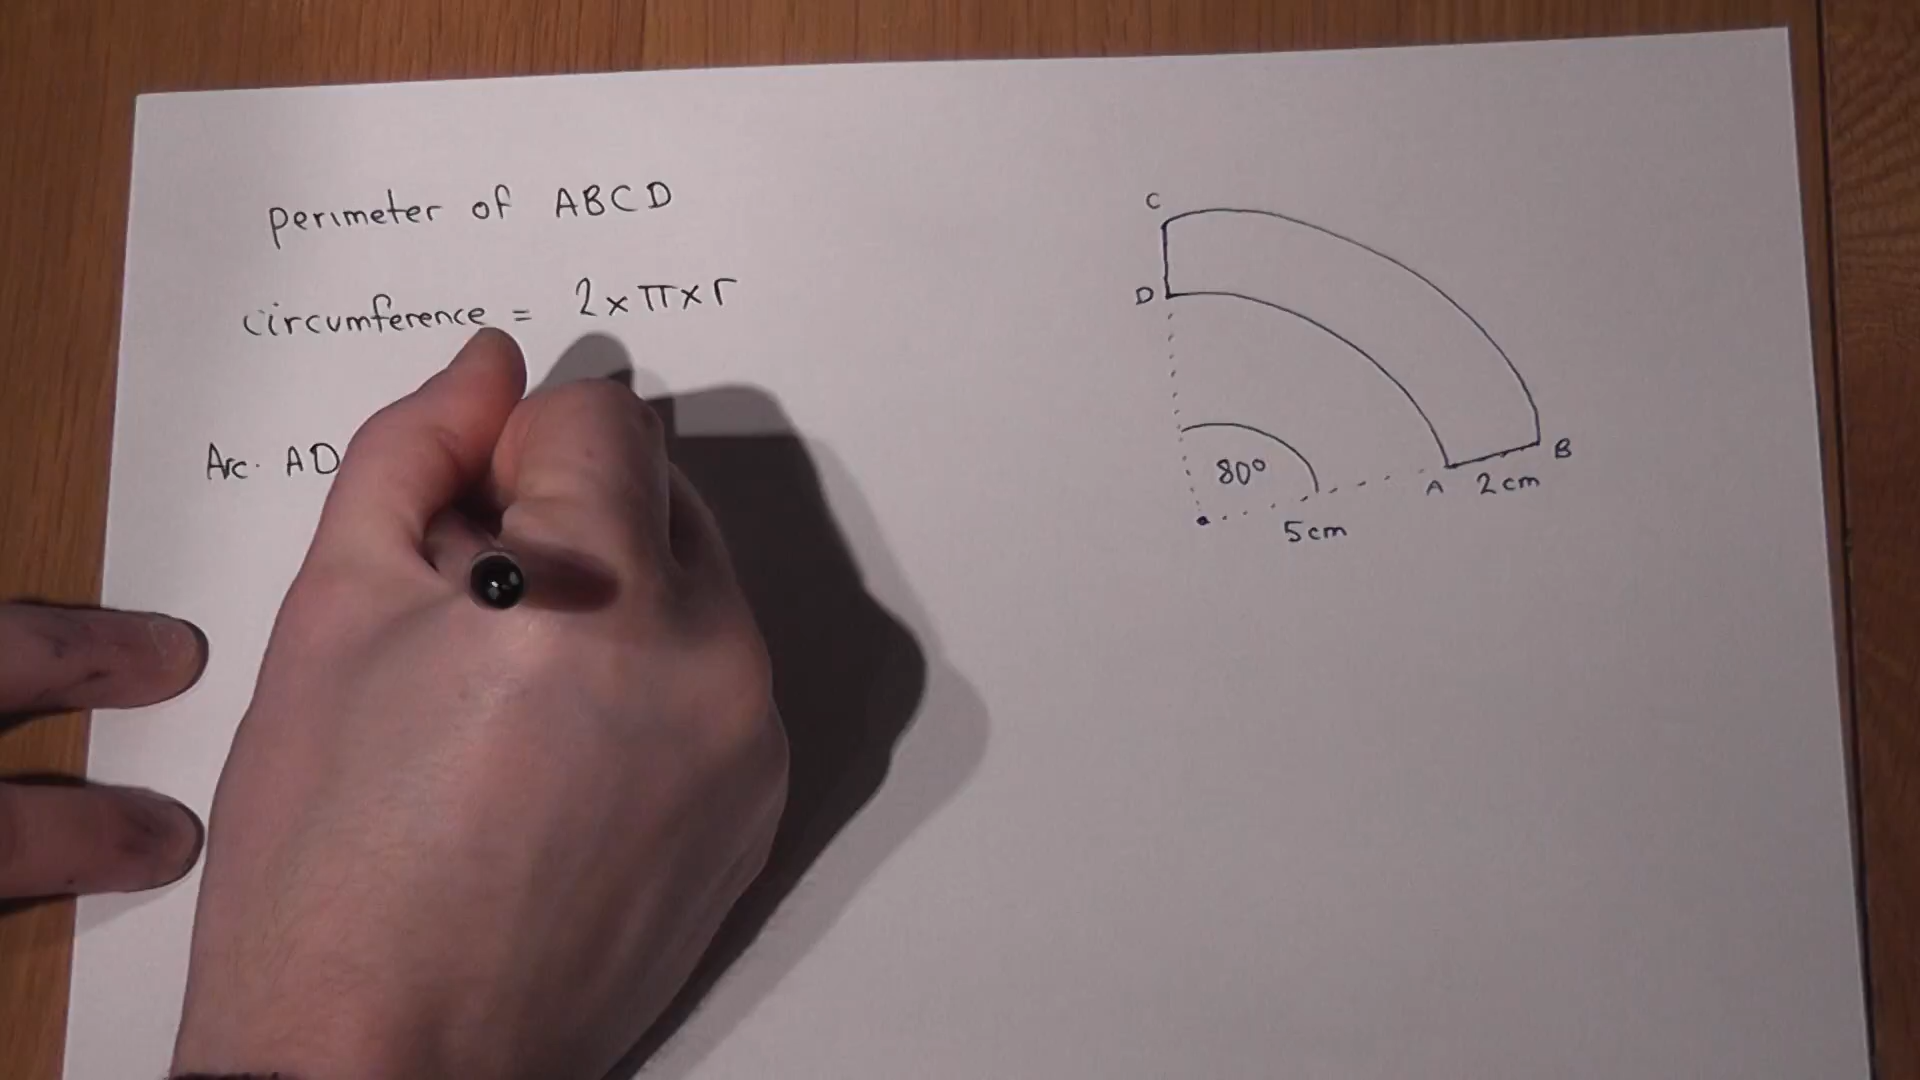 perimeter of ABCD
circumference = 2×π×r
Arc. AD
C
D
80°
5cm
A
2cm
B